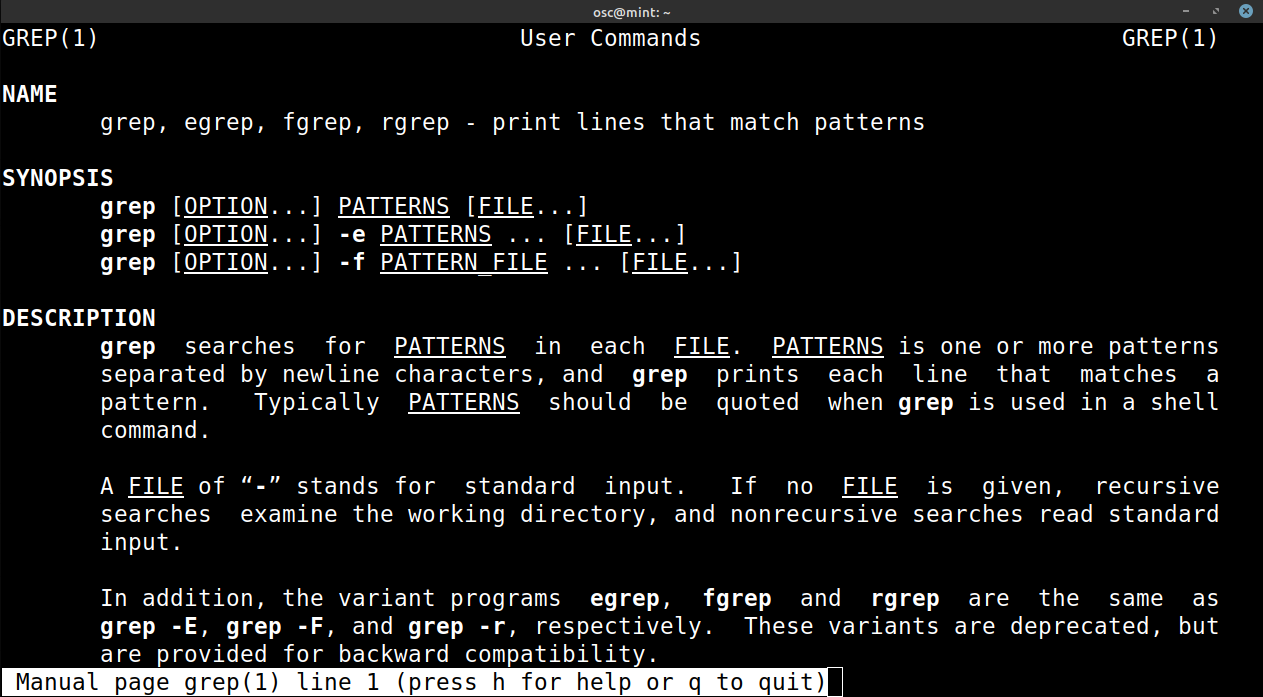 osc@mint: ~
GREP(1) User Commands GREP(1)
NAME
grep, egrep, fgrep, rgrep - print lines that match patterns
SYNOPSIS
grep [OPTION...] PATTERNS [FILE...]
grep [OPTION...] -e PATTERNS ... [FILE...]
grep [OPTION...] -f PATTERN_FILE ... [FILE...]
DESCRIPTION
grep searches for PATTERNS in each FILE. PATTERNS is one or more patterns
separated by newline characters, and grep prints each line that matches a
pattern. Typically PATTERNS should be quoted when grep is used in a shell
command.
A FILE of “-” stands for standard input. If no FILE is given, recursive
searches examine the working directory, and nonrecursive searches read standard
input.
In addition, the variant programs egrep, fgrep and rgrep are the same as
grep -E, grep -F, and grep -r, respectively. These variants are deprecated, but
are provided for backward compatibility.
Manual page grep(1) line 1 (press h for help or q to quit)